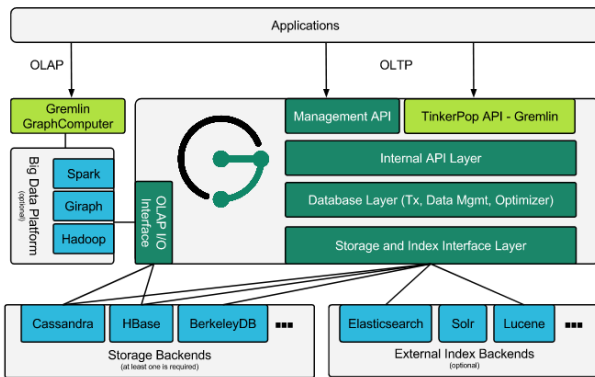 Applications
OLAP
OLTP
Gremlin
GraphComputer
Management API
TinkerPop API - Gremlin
Big Data Platform
(optional)
Spark
Giraph
Hadoop
OLAP I/O
Interface
Internal API Layer
Database Layer (Tx, Data Mgmt, Optimizer)
Storage and Index Interface Layer
Cassandra
HBase
BerkeleyDB
Storage Backends
(at least one is required)
Elasticsearch
Solr
Lucene
External Index Backends
(optional)